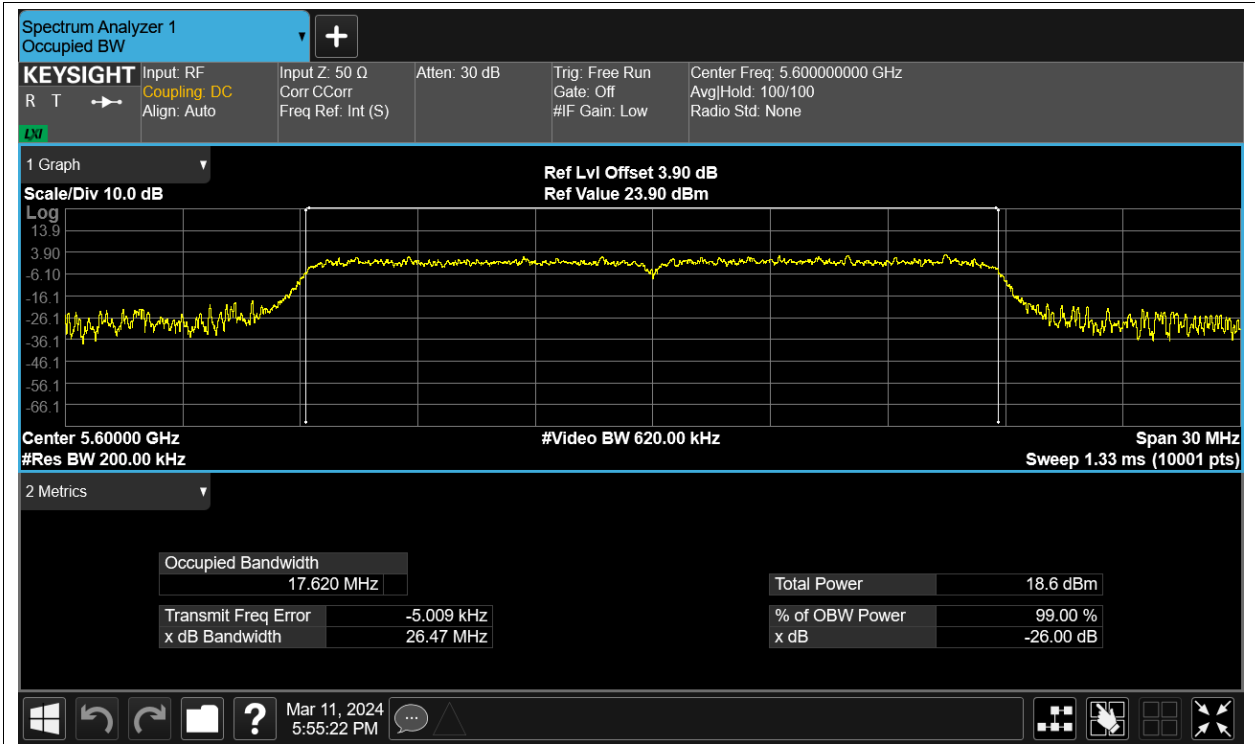 Spectrum Analyzer 1
Occupied BW
KEYSIGHT
R T
LXI
Input: RF
Coupling: DC
Align: Auto
Input Z: 50 Ω
Corr CCorr
Freq Ref: Int (S)
Atten: 30 dB
Trig: Free Run
Gate: Off
#IF Gain: Low
Center Freq: 5.600000000 GHz
Avg|Hold: 100/100
Radio Std: None
1 Graph
Ref Lvl Offset 3.90 dB
Scale/Div 10.0 dB
Ref Value 23.90 dBm
Log
13.9
3.90
-6.10
-16.1
-26.1
-36.1
-46.1
-56.1
-66.1
Center 5.60000 GHz
#Video BW 620.00 kHz
Span 30 MHz
#Res BW 200.00 kHz
Sweep 1.33 ms (10001 pts)
2 Metrics
Occupied Bandwidth
17.620 MHz
Total Power 18.6 dBm
Transmit Freq Error -5.009 kHz
% of OBW Power 99.00 %
x dB Bandwidth 26.47 MHz
x dB -26.00 dB
?
Mar 11, 2024
5:55:22 PM